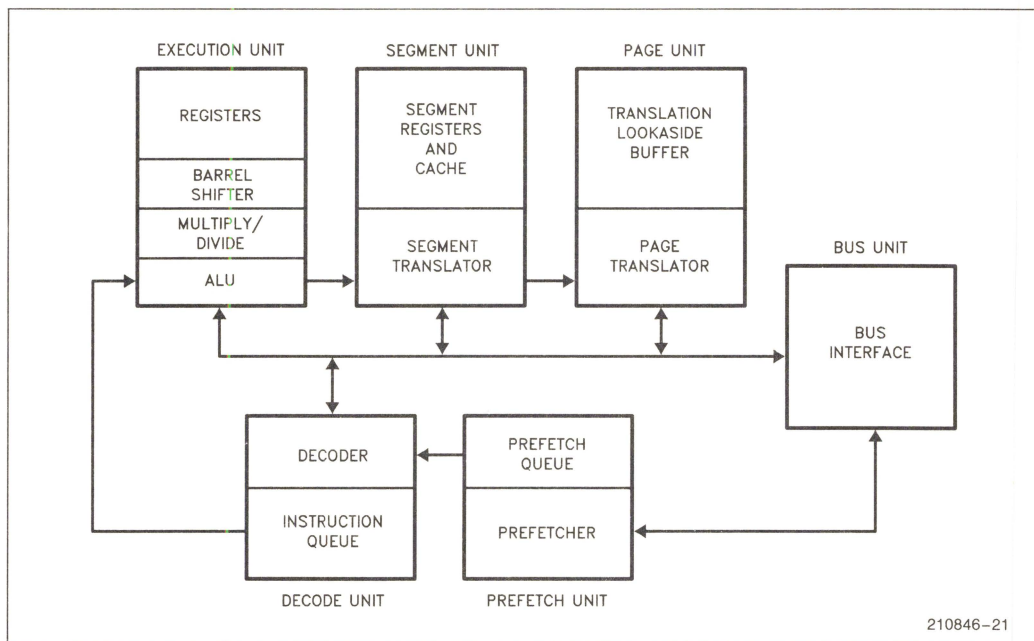 EXECUTION UNIT
SEGMENT UNIT
PAGE UNIT
REGISTERS
BARREL
SHIFTER
MULTIPLY/
DIVIDE
ALU
SEGMENT
REGISTERS
AND
CACHE
SEGMENT
TRANSLATOR
TRANSLATION
LOOKASIDE
BUFFER
PAGE
TRANSLATOR
BUS UNIT
BUS
INTERFACE
DECODER
INSTRUCTION
QUEUE
PREFETCH
QUEUE
PREFETCHER
DECODE UNIT
PREFETCH UNIT
210846-21